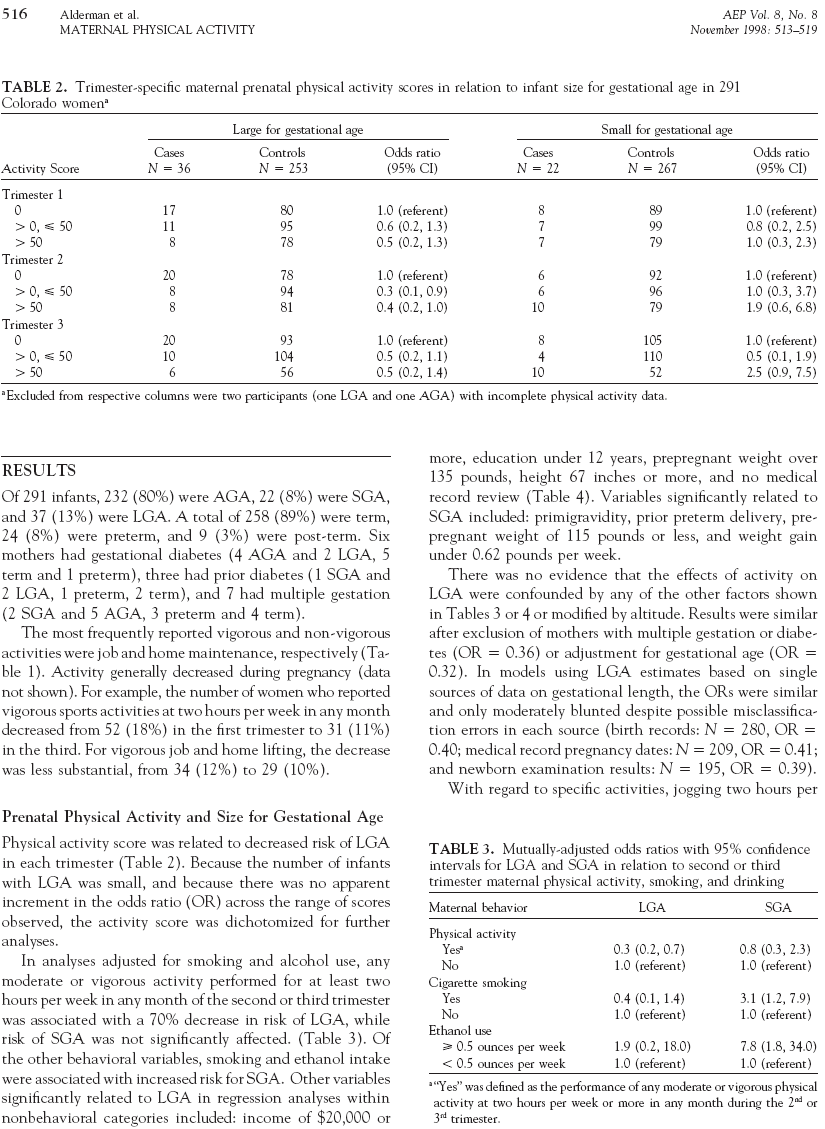 516 Alderman et al. AEP Vol. 8, No. 8
MATERNAL PHYSICAL ACTIVITY November 1998: 513–519
TABLE 2. Trimester-specific maternal prenatal physical activity scores in relation to infant size for gestational age in 291
Colorado womenᵃ
Large for gestational age Small for gestational age
Cases Controls Odds ratio Cases Controls Odds ratio
Activity Score N = 36 N = 253 (95% CI) N = 22 N = 267 (95% CI)
Trimester 1
0 17 80 1.0 (referent) 8 89 1.0 (referent)
> 0, ⩽ 50 11 95 0.6 (0.2, 1.3) 7 99 0.8 (0.2, 2.5)
> 50 8 78 0.5 (0.2, 1.3) 7 79 1.0 (0.3, 2.3)
Trimester 2
0 20 78 1.0 (referent) 6 92 1.0 (referent)
> 0, ⩽ 50 8 94 0.3 (0.1, 0.9) 6 96 1.0 (0.3, 3.7)
> 50 8 81 0.4 (0.2, 1.0) 10 79 1.9 (0.6, 6.8)
Trimester 3
0 20 93 1.0 (referent) 8 105 1.0 (referent)
> 0, ⩽ 50 10 104 0.5 (0.2, 1.1) 4 110 0.5 (0.1, 1.9)
> 50 6 56 0.5 (0.2, 1.4) 10 52 2.5 (0.9, 7.5)
ᵃExcluded from respective columns were two participants (one LGA and one AGA) with incomplete physical activity data.
RESULTS
Of 291 infants, 232 (80%) were AGA, 22 (8%) were SGA,
and 37 (13%) were LGA. A total of 258 (89%) were term,
24 (8%) were preterm, and 9 (3%) were post-term. Six
mothers had gestational diabetes (4 AGA and 2 LGA, 5
term and 1 preterm), three had prior diabetes (1 SGA and
2 LGA, 1 preterm, 2 term), and 7 had multiple gestation
(2 SGA and 5 AGA, 3 preterm and 4 term).
The most frequently reported vigorous and non-vigorous
activities were job and home maintenance, respectively (Ta-
ble 1). Activity generally decreased during pregnancy (data
not shown). For example, the number of women who reported
vigorous sports activities at two hours per week in any month
decreased from 52 (18%) in the first trimester to 31 (11%)
in the third. For vigorous job and home lifting, the decrease
was less substantial, from 34 (12%) to 29 (10%).
Prenatal Physical Activity and Size for Gestational Age
Physical activity score was related to decreased risk of LGA
in each trimester (Table 2). Because the number of infants
with LGA was small, and because there was no apparent
increment in the odds ratio (OR) across the range of scores
observed, the activity score was dichotomized for further
analyses.
In analyses adjusted for smoking and alcohol use, any
moderate or vigorous activity performed for at least two
hours per week in any month of the second or third trimester
was associated with a 70% decrease in risk of LGA, while
risk of SGA was not significantly affected. (Table 3). Of
the other behavioral variables, smoking and ethanol intake
were associated with increased risk for SGA. Other variables
significantly related to LGA in regression analyses within
nonbehavioral categories included: income of $20,000 or
more, education under 12 years, prepregnant weight over
135 pounds, height 67 inches or more, and no medical
record review (Table 4). Variables significantly related to
SGA included: primigravidity, prior preterm delivery, pre-
pregnant weight of 115 pounds or less, and weight gain
under 0.62 pounds per week.
There was no evidence that the effects of activity on
LGA were confounded by any of the other factors shown
in Tables 3 or 4 or modified by altitude. Results were similar
after exclusion of mothers with multiple gestation or diabe-
tes (OR = 0.36) or adjustment for gestational age (OR =
0.32). In models using LGA estimates based on single
sources of data on gestational length, the ORs were similar
and only moderately blunted despite possible misclassifica-
tion errors in each source (birth records: N = 280, OR =
0.40; medical record pregnancy dates: N = 209, OR = 0.41;
and newborn examination results: N = 195, OR = 0.39).
With regard to specific activities, jogging two hours per
TABLE 3. Mutually-adjusted odds ratios with 95% confidence
intervals for LGA and SGA in relation to second or third
trimester maternal physical activity, smoking, and drinking
Maternal behavior LGA SGA
Physical activity
Yesᵃ 0.3 (0.2, 0.7) 0.8 (0.3, 2.3)
No 1.0 (referent) 1.0 (referent)
Cigarette smoking
Yes 0.4 (0.1, 1.4) 3.1 (1.2, 7.9)
No 1.0 (referent) 1.0 (referent)
Ethanol use
⩾ 0.5 ounces per week 1.9 (0.2, 18.0) 7.8 (1.8, 34.0)
< 0.5 ounces per week 1.0 (referent) 1.0 (referent)
ᵃ“Yes” was defined as the performance of any moderate or vigorous physical
activity at two hours per week or more in any month during the 2ⁿᵈ or
3ʳᵈ trimester.